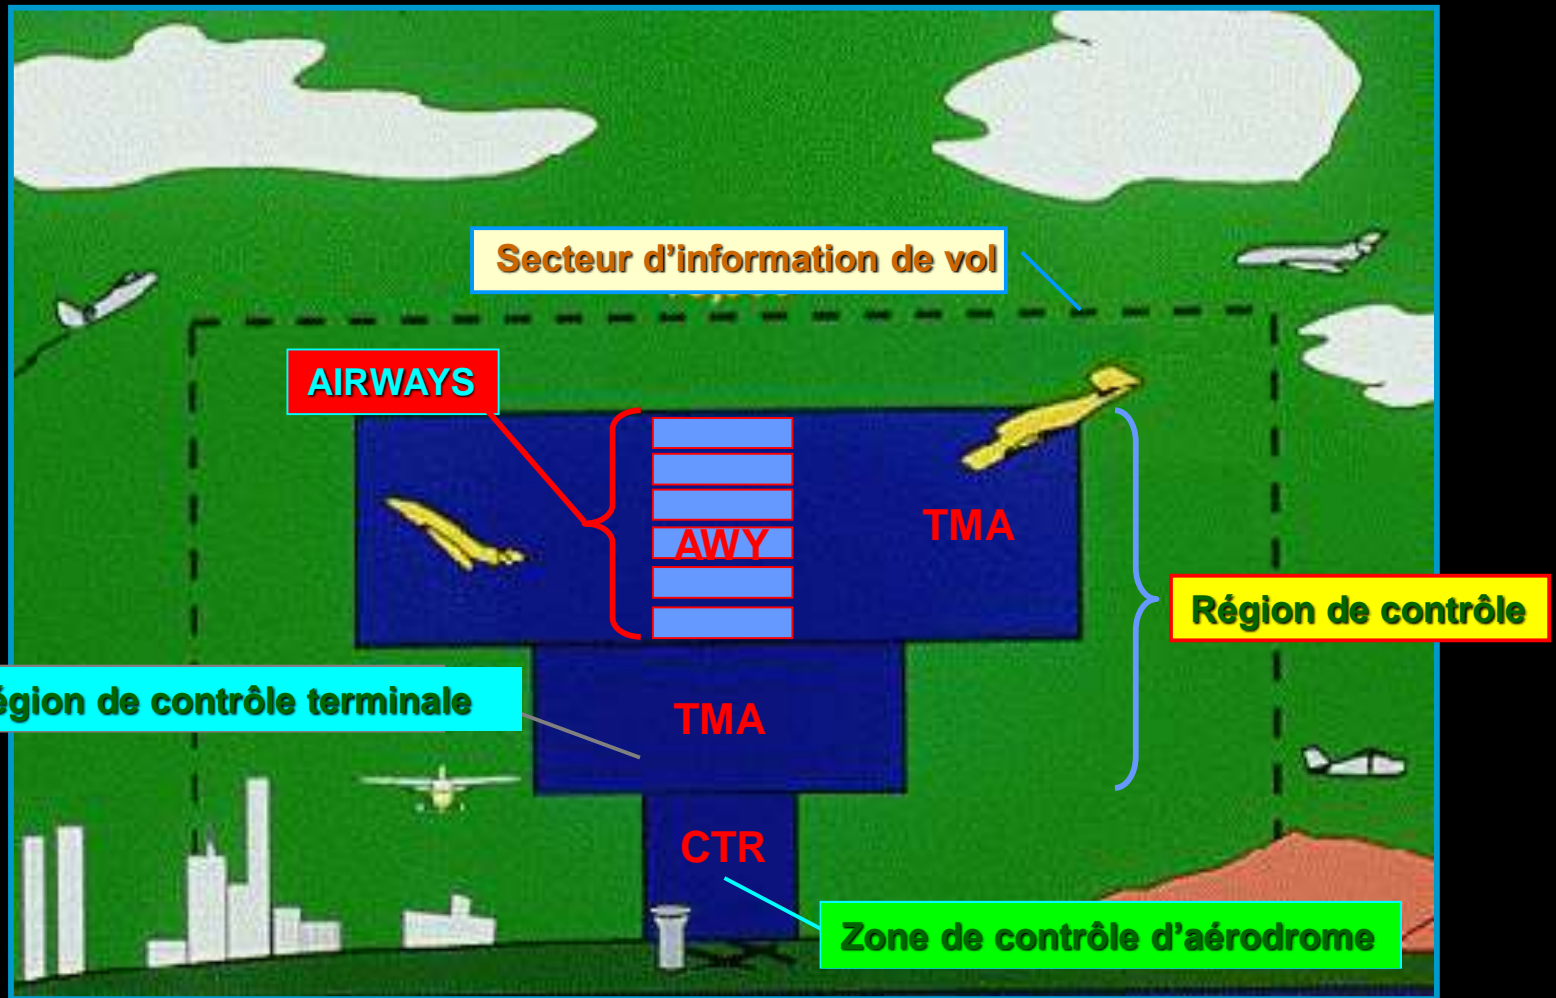 Secteur d’information de vol
AIRWAYS
AWY
TMA
Région de contrôle
égion de contrôle terminale
TMA
CTR
Zone de contrôle d’aérodrome